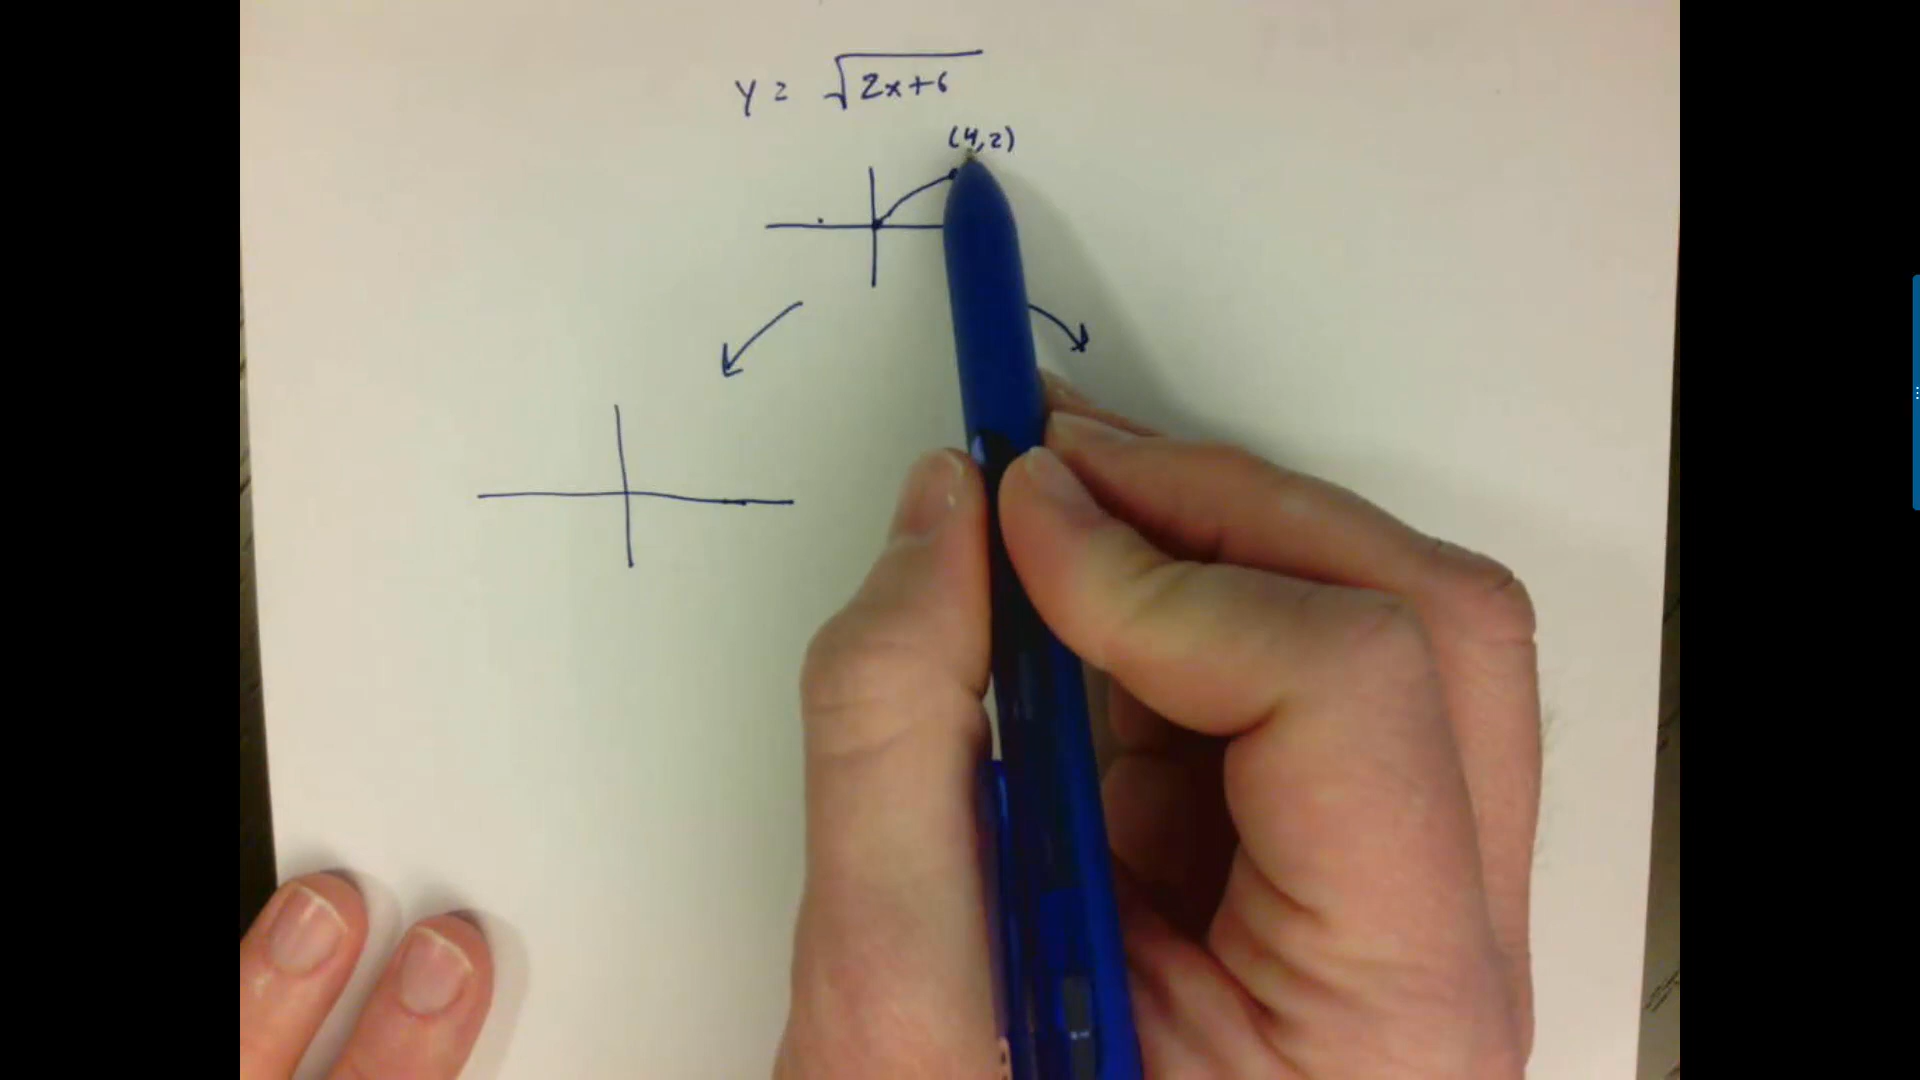 y = √2x+6
(4,2)